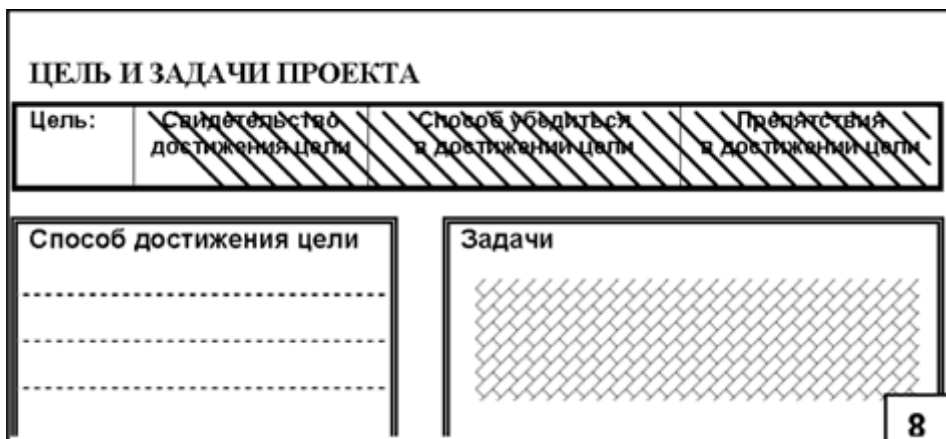 ЦЕЛЬ И ЗАДАЧИ ПРОЕКТА
Цель:
Свидетельство
достижения цели
Способ убедиться
в достижении цели
Препятствия
в достижении цели
Способ достижения цели
Задачи
8